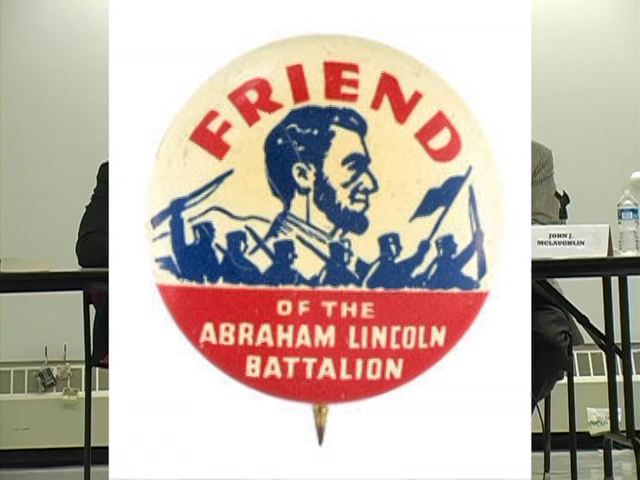 FRIEND
OF THE
ABRAHAM LINCOLN
BATTALION
JOHN J.
MCLAUGHLIN